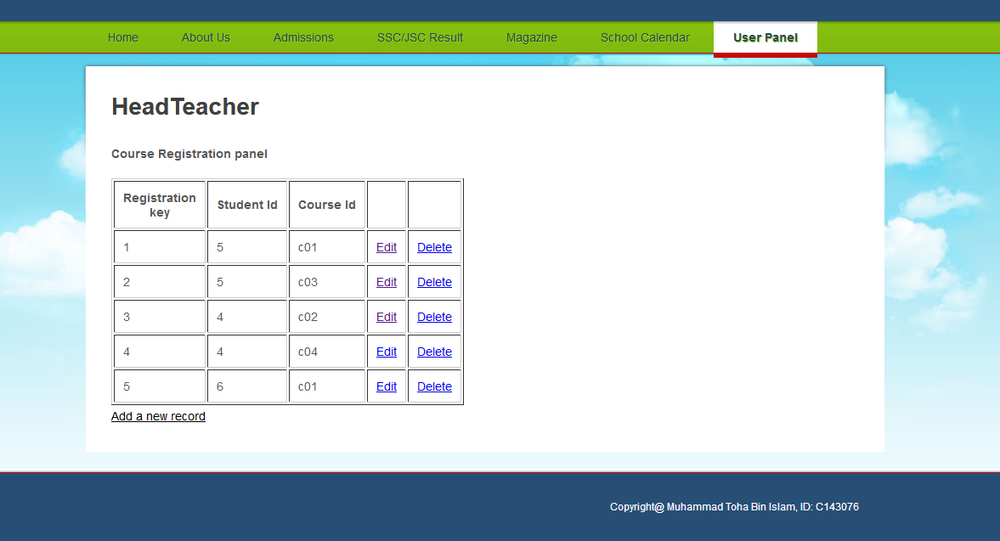 Home About Us Admissions SSC/JSC Result Magazine School Calendar User Panel
HeadTeacher
Course Registration panel
Registration key Student Id Course Id
1 5 c01 Edit Delete
2 5 c03 Edit Delete
3 4 c02 Edit Delete
4 4 c04 Edit Delete
5 6 c01 Edit Delete
Add a new record
Copyright@ Muhammad Toha Bin Islam, ID: C143076